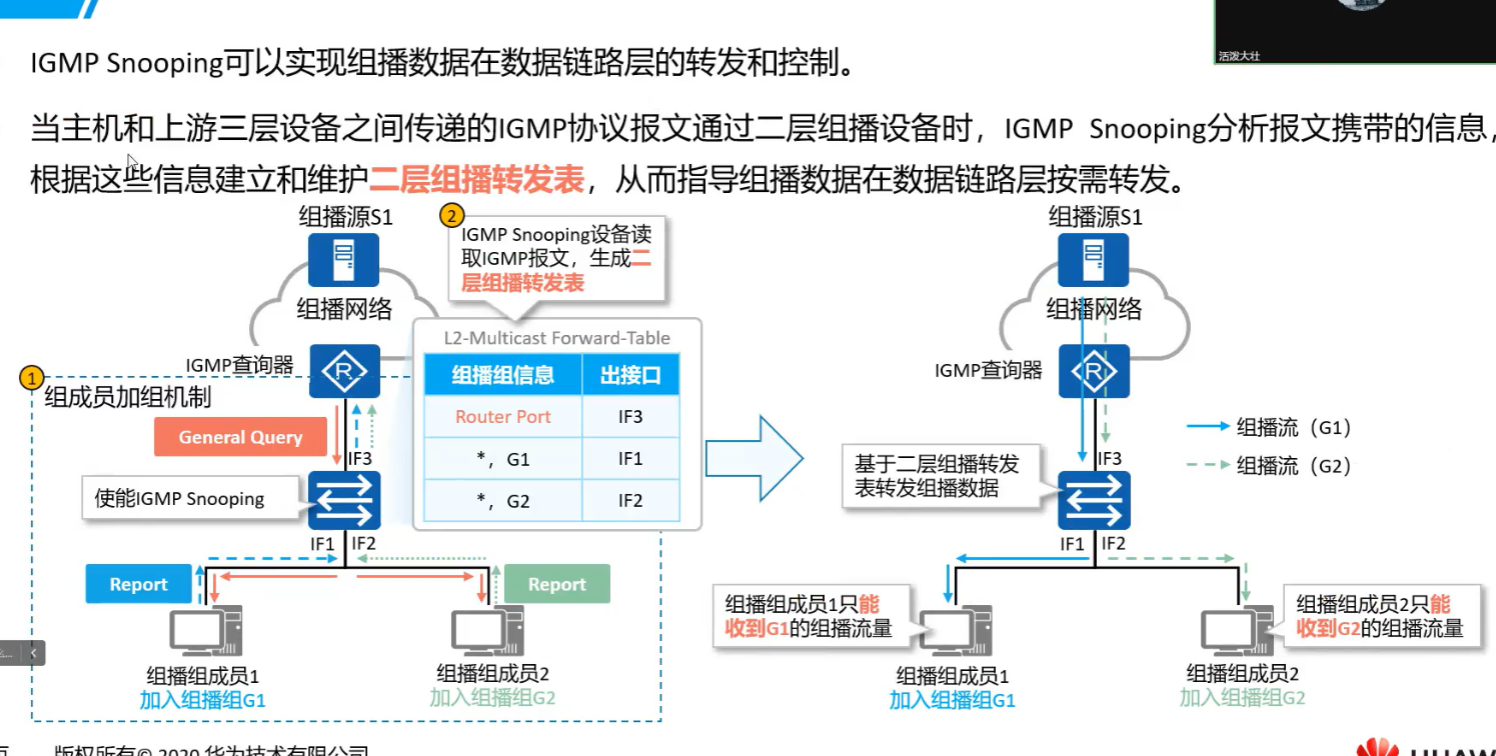 活泼大壮
IGMP Snooping可以实现组播数据在数据链路层的转发和控制。
当主机和上游三层设备之间传递的IGMP协议报文通过二层组播设备时，IGMP Snooping分析报文携带的信息，
根据这些信息建立和维护二层组播转发表，从而指导组播数据在数据链路层按需转发。
组播源S1
组播网络
IGMP查询器
R
1
组成员加组机制
General Query
IF3
使能IGMP Snooping
IF1
IF2
Report
Report
组播组成员1
加入组播组G1
组播组成员2
加入组播组G2
2
IGMP Snooping设备读
取IGMP报文，生成二
层组播转发表
L2-Multicast Forward-Table
组播组信息 出接口
Router Port IF3
*，G1 IF1
*，G2 IF2
组播源S1
组播网络
IGMP查询器
R
组播流（G1）
组播流（G2）
IF3
基于二层组播转发
表转发组播数据
IF1
IF2
组播组成员1只能
收到G1的组播流量
组播组成员2只能
收到G2的组播流量
组播组成员1
加入组播组G1
组播组成员2
加入组播组G2
版权所有© 2020 华为技术有限公司